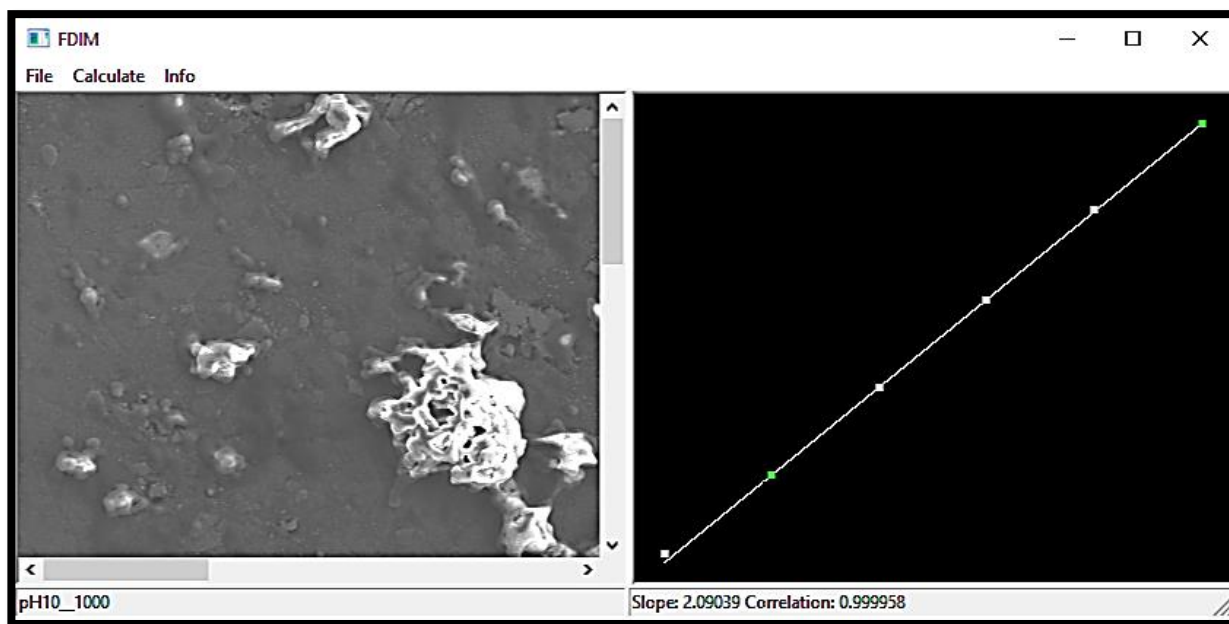 FDIM
File Calculate Info
pH10__1000
Slope: 2.09039 Correlation: 0.999958